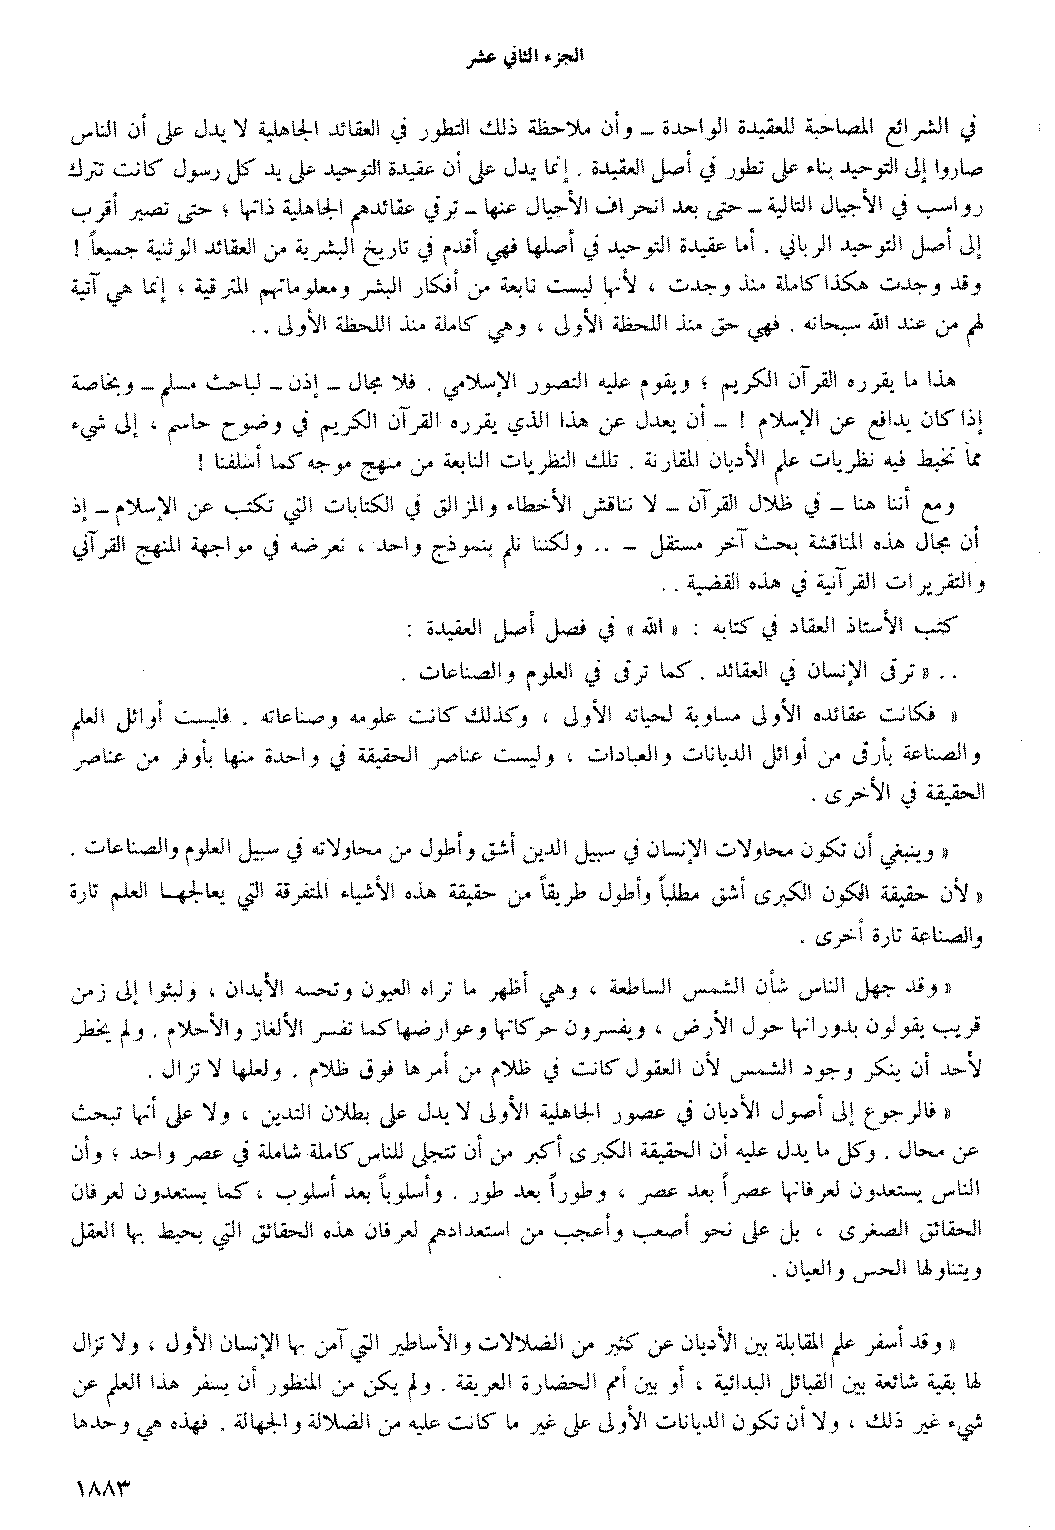 الجزء الثاني عشر
في الشرائع المصاحبة للعقيدة الواحدة – وأن ملاحظة ذلك التطور في العقائد الجاهلية لا يدل على أن الناس
صاروا إلى التوحيد بناء على تطور في أصل العقيدة . إنما يدل على أن عقيدة التوحيد على يد كل رسول كانت تترك
رواسب في الأجيال التالية – حتى بعد انحراف الأجيال عنها – ترقي عقائدهم الجاهلية ذاتها ؛ حتى تصير أقرب
إلى أصل التوحيد الرباني . أما عقيدة التوحيد في أصلها فهي أقدم في تاريخ البشرية من العقائد الوثنية جميعاً !
وقد وجدت هكذا كاملة منذ وجدت ، لأنها ليست نابعة من أفكار البشر ومعلوماتهم المترقية ؛ إنما هي آتية
لهم من عند الله سبحانه . فهي حق منذ اللحظة الأولى ، وهي كاملة منذ اللحظة الأولى . .
هذا ما يقرره القرآن الكريم ؛ ويقوم عليه التصور الإسلامي . فلا مجال – إذن – لباحث مسلم – وبخاصة
إذا كان يدافع عن الإسلام ! – أن يعدل عن هذا الذي يقرره القرآن الكريم في وضوح حاسم ، إلى شيء
مما تخبط فيه نظريات علم الأديان المقارنة . تلك النظريات النابعة من منهج موجه كما أسلفنا !
ومع أننا هنا – في ظلال القرآن – لا نناقش الأخطاء والمزالق في الكتابات التي تكتب عن الإسلام – إذ
أن مجال هذه المناقشة بحث آخر مستقل – . . ولكننا نلم بنموذج واحد ، نعرضه في مواجهة المنهج القرآني
والتقريرات القرآنية في هذه القضية . .
كتب الأستاذ العقاد في كتابه : « الله » في فصل أصل العقيدة :
. . « ترقى الإنسان في العقائد . كما ترقى في العلوم والصناعات .
« فكانت عقائده الأولى مساوية لحياته الأولى ، وكذلك كانت علومه وصناعاته . فليست أوائل العلم
والصناعة بأرقى من أوائل الديانات والعبادات ، وليست عناصر الحقيقة في واحدة منها بأوفر من عناصر
الحقيقة في الأخرى .
« وينبغي أن تكون محاولات الإنسان في سبيل الدين أشق وأطول من محاولاته في سبيل العلوم والصناعات .
« لأن حقيقة الكون الكبرى أشق مطلباً وأطول طريقاً من حقيقة هذه الأشياء المتفرقة التي يعالجها العلم تارة
والصناعة تارة أخرى .
« وقد جهل الناس شأن الشمس الساطعة ، وهي أظهر ما تراه العيون وتحسه الأبدان ، ولبثوا إلى زمن
قريب يقولون بدورانها حول الأرض ، ويفسرون حركاتها وعوارضها كما تفسر الألغاز والأحلام . ولم يخطر
لأحد أن ينكر وجود الشمس لأن العقول كانت في ظلام من أمرها فوق ظلام . ولعلها لا تزال .
« فالرجوع إلى أصول الأديان في عصور الجاهلية الأولى لا يدل على بطلان التدين ، ولا على أنها تبحث
عن محال . وكل ما يدل عليه أن الحقيقة الكبرى أكبر من أن تتجلى للناس كاملة شاملة في عصر واحد ؛ وأن
الناس يستعدون لعرفانها عصراً بعد عصر ، وطوراً بعد طور . وأسلوباً بعد أسلوب ، كما يستعدون لعرفان
الحقائق الصغرى ، بل على نحو أصعب وأعجب من استعدادهم لعرفان هذه الحقائق التي يحيط بها العقل
ويتناولها الحس والعيان .
« وقد أسفر علم المقابلة بين الأديان عن كثير من الضلالات والأساطير التي آمن بها الإنسان الأول ، ولا تزال
لها بقية شائعة بين القبائل البدائية ، أو بين أمم الحضارة العريقة . ولم يكن من المنظور أن يسفر هذا العلم عن
شيء غير ذلك ، ولا أن تكون الديانات الأولى على غير ما كانت عليه من الضلالة والجهالة . فهذه هي وحدها
١٨٨٣